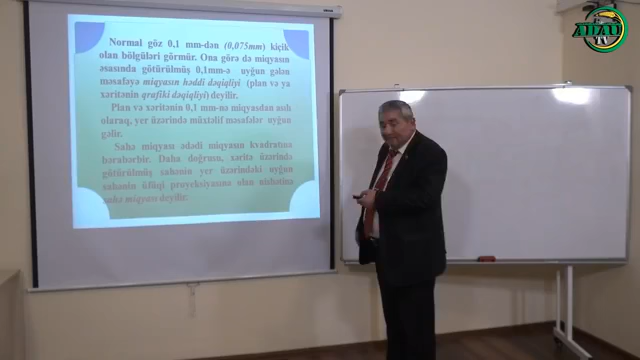 Normal göz 0,1 mm-dən (0,075mm) kiçik
olan bölgüləri görmür. Ona görə də miqyasın
əsasında götürülmüş 0,1mm-ə uyğun gələn
məsafəyə miqyasın həddi dəqiqliyi (plan və ya
xəritənin qrafiki dəqiqliyi) deyilir.
Plan və xəritənin 0,1 mm-nə miqyasdan asılı
olaraq, yer üzərində müxtəlif məsafələr uyğun
gəlir.
Sahə miqyası ədədi miqyasın kvadratına
bərabərbir. Daha doğrusu, xəritə üzərində
götürülmüş sahənin yer üzərindəki uyğun
sahənin üfüqi proyeksiyasına olan nisbətinə
sahə miqyası deyilir.
ADAU
TV